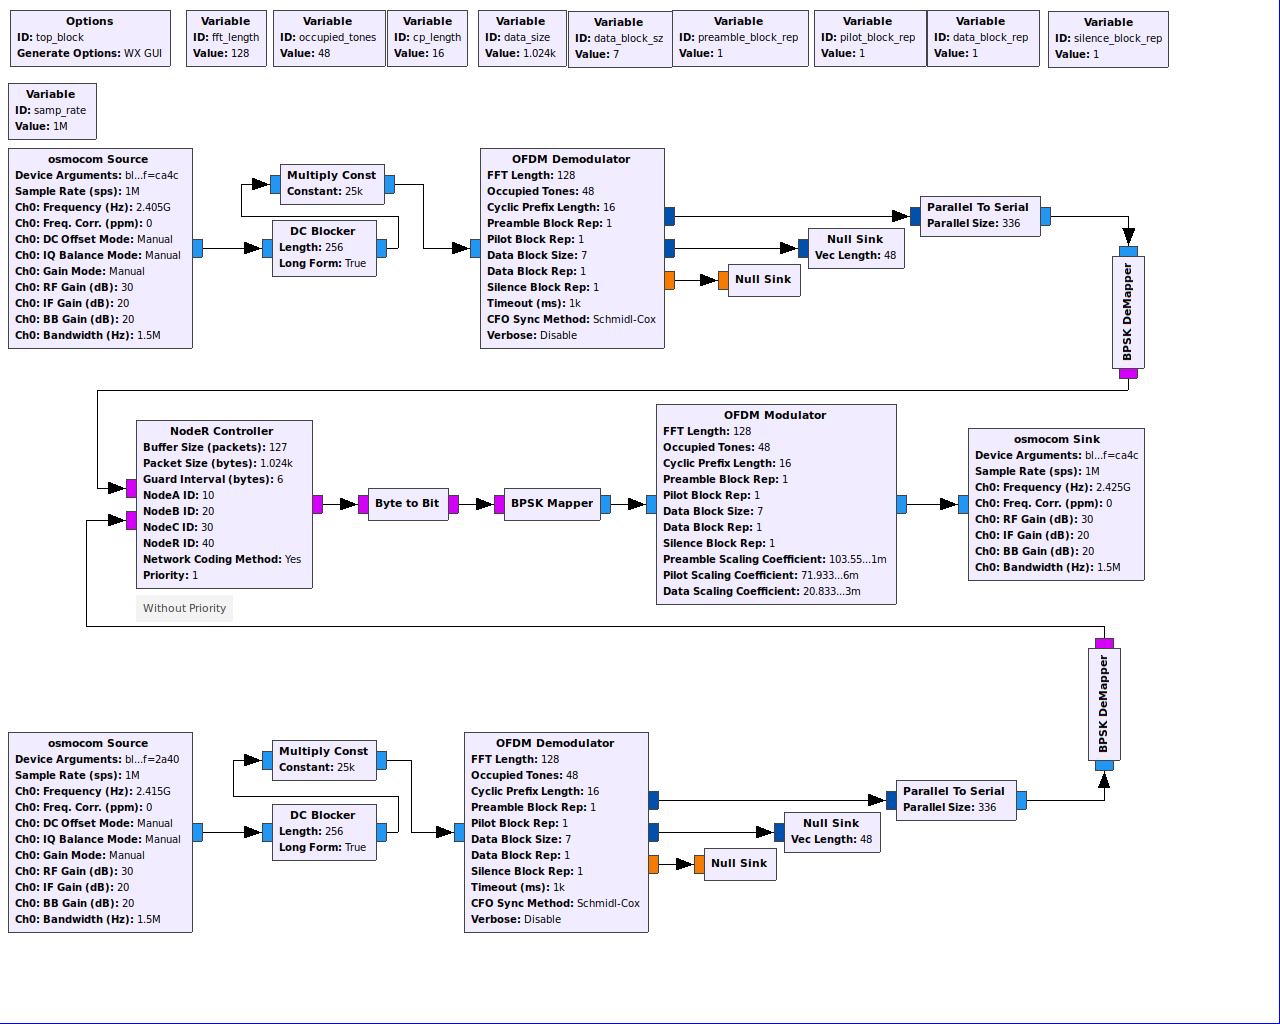 Options
ID: top_block
Generate Options: WX GUI
Variable
ID: fft_length
Value: 128
Variable
ID: occupied_tones
Value: 48
Variable
ID: cp_length
Value: 16
Variable
ID: data_size
Value: 1.024k
Variable
ID: data_block_sz
Value: 7
Variable
ID: preamble_block_rep
Value: 1
Variable
ID: pilot_block_rep
Value: 1
Variable
ID: data_block_rep
Value: 1
Variable
ID: silence_block_rep
Value: 1
Variable
ID: samp_rate
Value: 1M
osmocom Source
Device Arguments: bl...f=ca4c
Sample Rate (sps): 1M
Ch0: Frequency (Hz): 2.405G
Ch0: Freq. Corr. (ppm): 0
Ch0: DC Offset Mode: Manual
Ch0: IQ Balance Mode: Manual
Ch0: Gain Mode: Manual
Ch0: RF Gain (dB): 30
Ch0: IF Gain (dB): 20
Ch0: BB Gain (dB): 20
Ch0: Bandwidth (Hz): 1.5M
Multiply Const
Constant: 25k
DC Blocker
Length: 256
Long Form: True
OFDM Demodulator
FFT Length: 128
Occupied Tones: 48
Cyclic Prefix Length: 16
Preamble Block Rep: 1
Pilot Block Rep: 1
Data Block Size: 7
Data Block Rep: 1
Silence Block Rep: 1
Timeout (ms): 1k
CFO Sync Method: Schmidl-Cox
Verbose: Disable
Parallel To Serial
Parallel Size: 336
Null Sink
Vec Length: 48
Null Sink
BPSK DeMapper
NodeR Controller
Buffer Size (packets): 127
Packet Size (bytes): 1.024k
Guard Interval (bytes): 6
NodeA ID: 10
NodeB ID: 20
NodeC ID: 30
NodeR ID: 40
Network Coding Method: Yes
Priority: 1
Without Priority
Byte to Bit
BPSK Mapper
OFDM Modulator
FFT Length: 128
Occupied Tones: 48
Cyclic Prefix Length: 16
Preamble Block Rep: 1
Pilot Block Rep: 1
Data Block Size: 7
Data Block Rep: 1
Silence Block Rep: 1
Preamble Scaling Coefficient: 103.55...1m
Pilot Scaling Coefficient: 71.933...6m
Data Scaling Coefficient: 20.833...3m
osmocom Sink
Device Arguments: bl...f=ca4c
Sample Rate (sps): 1M
Ch0: Frequency (Hz): 2.425G
Ch0: Freq. Corr. (ppm): 0
Ch0: RF Gain (dB): 30
Ch0: IF Gain (dB): 20
Ch0: BB Gain (dB): 20
Ch0: Bandwidth (Hz): 1.5M
BPSK DeMapper
osmocom Source
Device Arguments: bl...f=2a40
Sample Rate (sps): 1M
Ch0: Frequency (Hz): 2.415G
Ch0: Freq. Corr. (ppm): 0
Ch0: DC Offset Mode: Manual
Ch0: IQ Balance Mode: Manual
Ch0: Gain Mode: Manual
Ch0: RF Gain (dB): 30
Ch0: IF Gain (dB): 20
Ch0: BB Gain (dB): 20
Ch0: Bandwidth (Hz): 1.5M
Multiply Const
Constant: 25k
DC Blocker
Length: 256
Long Form: True
OFDM Demodulator
FFT Length: 128
Occupied Tones: 48
Cyclic Prefix Length: 16
Preamble Block Rep: 1
Pilot Block Rep: 1
Data Block Size: 7
Data Block Rep: 1
Silence Block Rep: 1
Timeout (ms): 1k
CFO Sync Method: Schmidl-Cox
Verbose: Disable
Parallel To Serial
Parallel Size: 336
Null Sink
Vec Length: 48
Null Sink